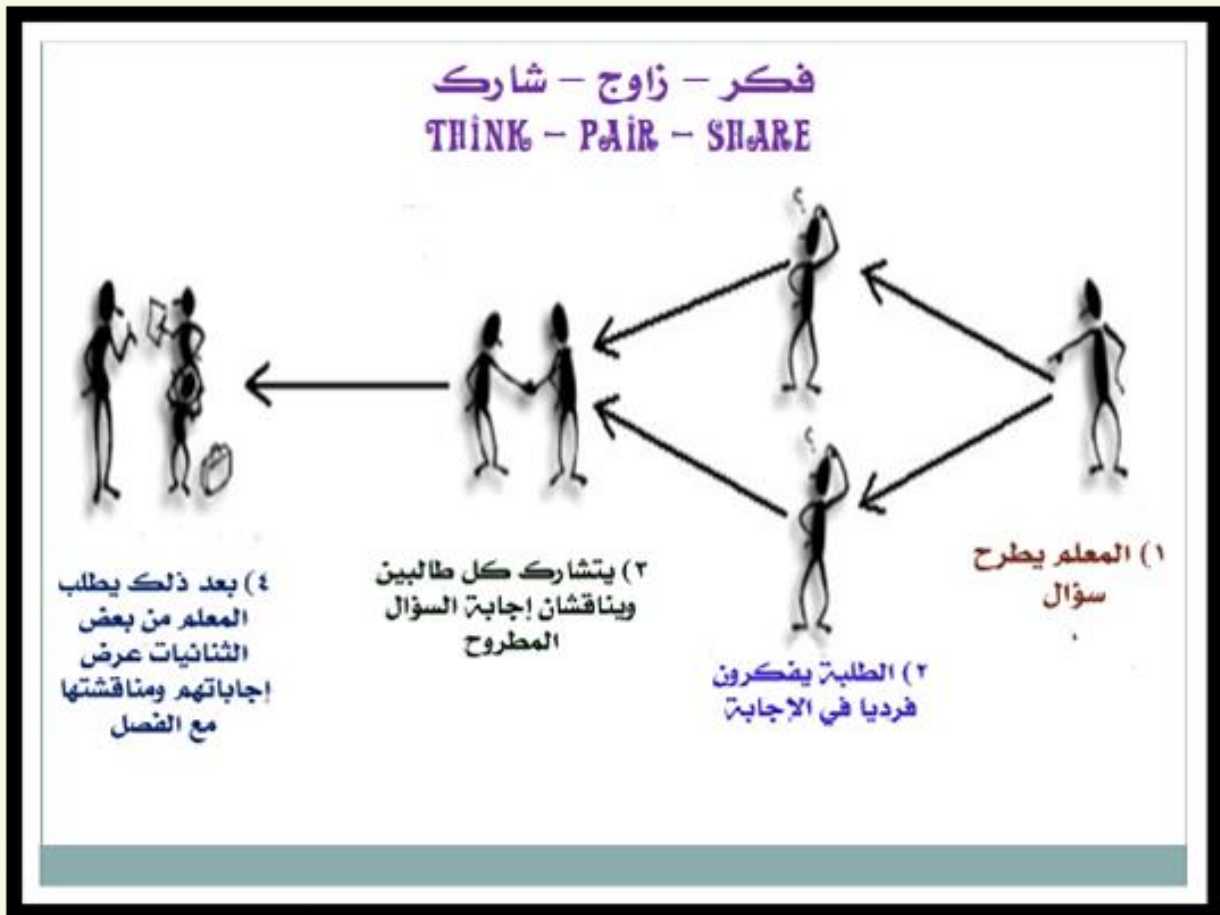 فكر – زاوج – شارك
THINK – PAIR – SHARE
١) المعلم يطرح
سؤال
٢) الطلبة يفكرون
فرديا في الإجابة
٣) يتشارك كل طالبين
ويناقشان إجابة السؤال
المطروح
٤) بعد ذلك يطلب
المعلم من بعض
الثنائيات عرض
إجاباتهم ومناقشتها
مع الفصل